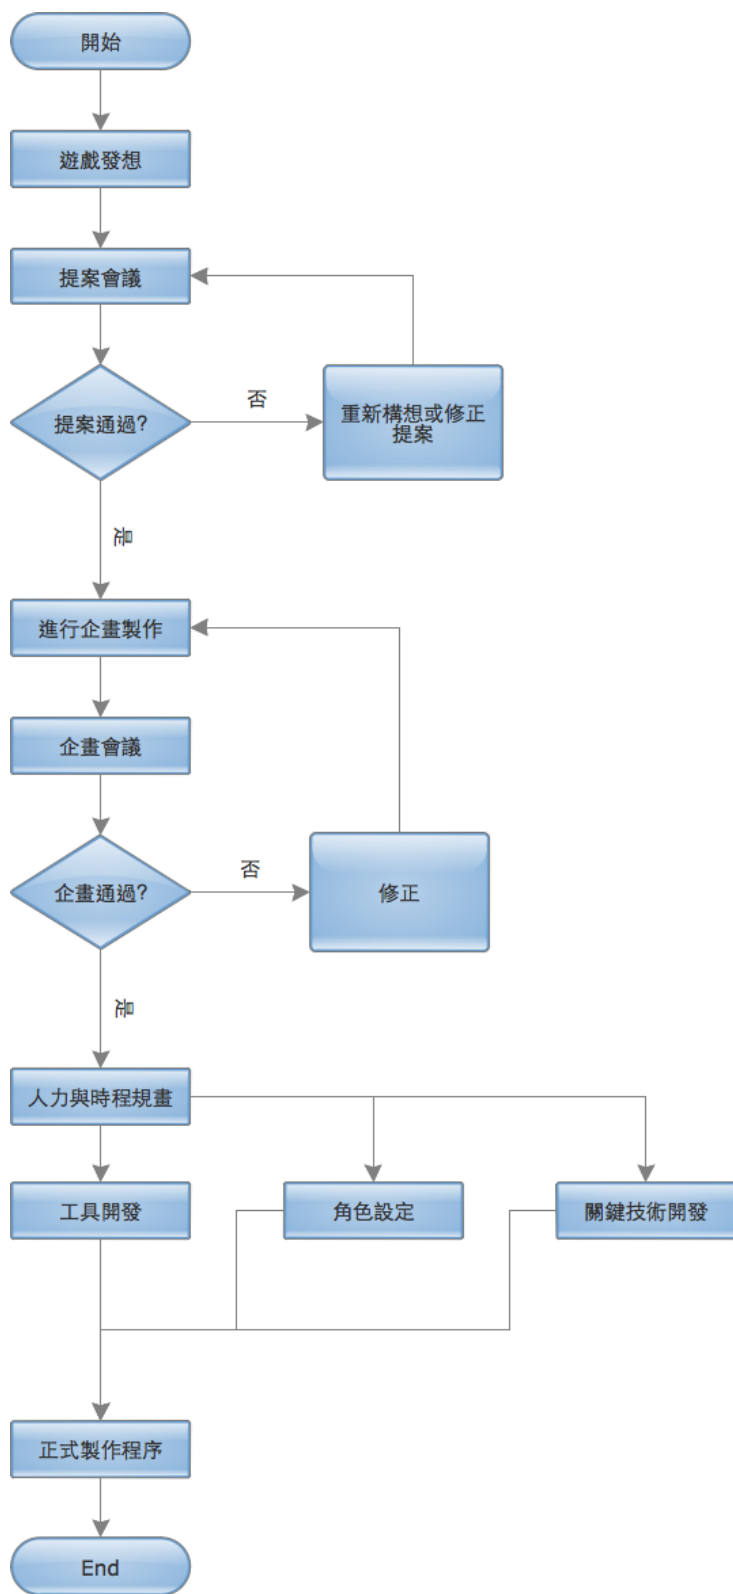 開始
遊戲發想
提案會議
提案通過?
否
重新構想或修正
提案
是
進行企畫製作
企畫會議
企畫通過?
否
修正
是
人力與時程規畫
工具開發
角色設定
關鍵技術開發
正式製作程序
End